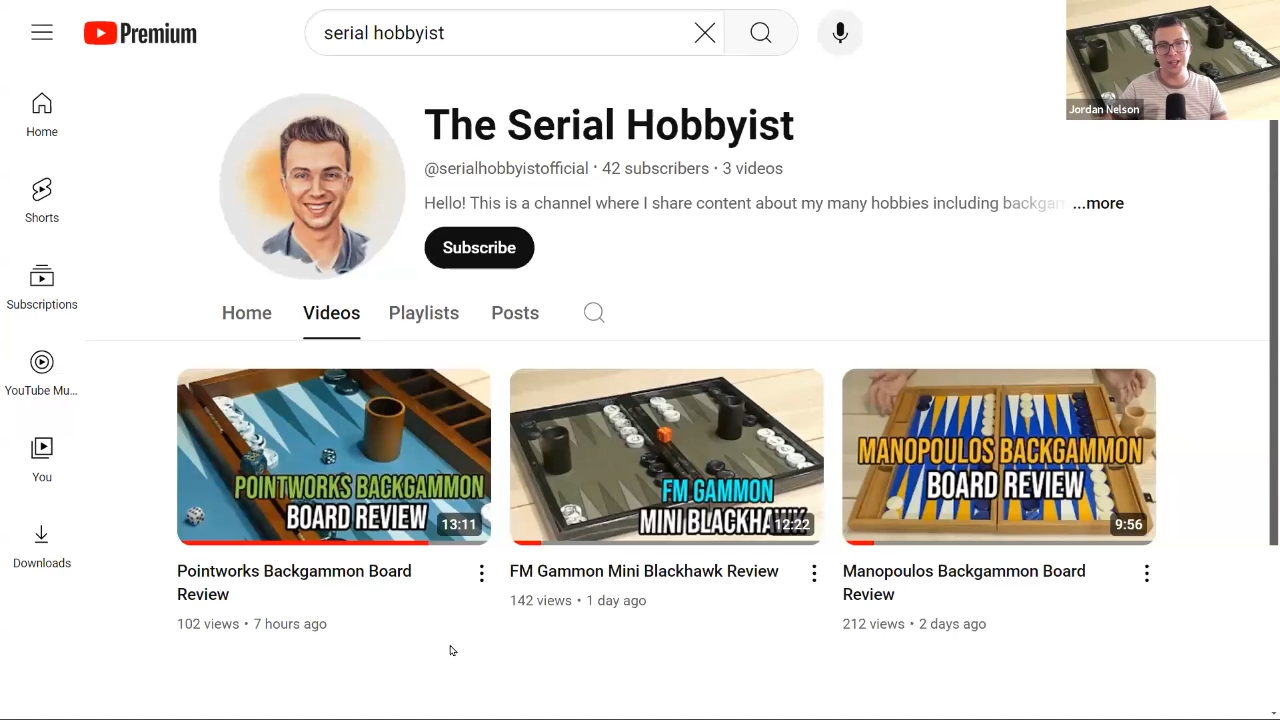 Premium
serial hobbyist
Jordan Nelson
The Serial Hobbyist
@serialhobbyistofficial · 42 subscribers · 3 videos
Hello! This is a channel where I share content about my many hobbies including backgam ...more
Subscribe
Home
Shorts
Subscriptions
YouTube Mu...
You
Downloads
Home Videos Playlists Posts
POINTWORKS BACKGAMMON
BOARD REVIEW
13:11
Pointworks Backgammon Board
Review
102 views • 7 hours ago
FM GAMMON
MINI BLACKHAWK
12:22
FM Gammon Mini Blackhawk Review
142 views • 1 day ago
MANOPOULOS BACKGAMMON
BOARD REVIEW
9:56
Manopoulos Backgammon Board
Review
212 views • 2 days ago